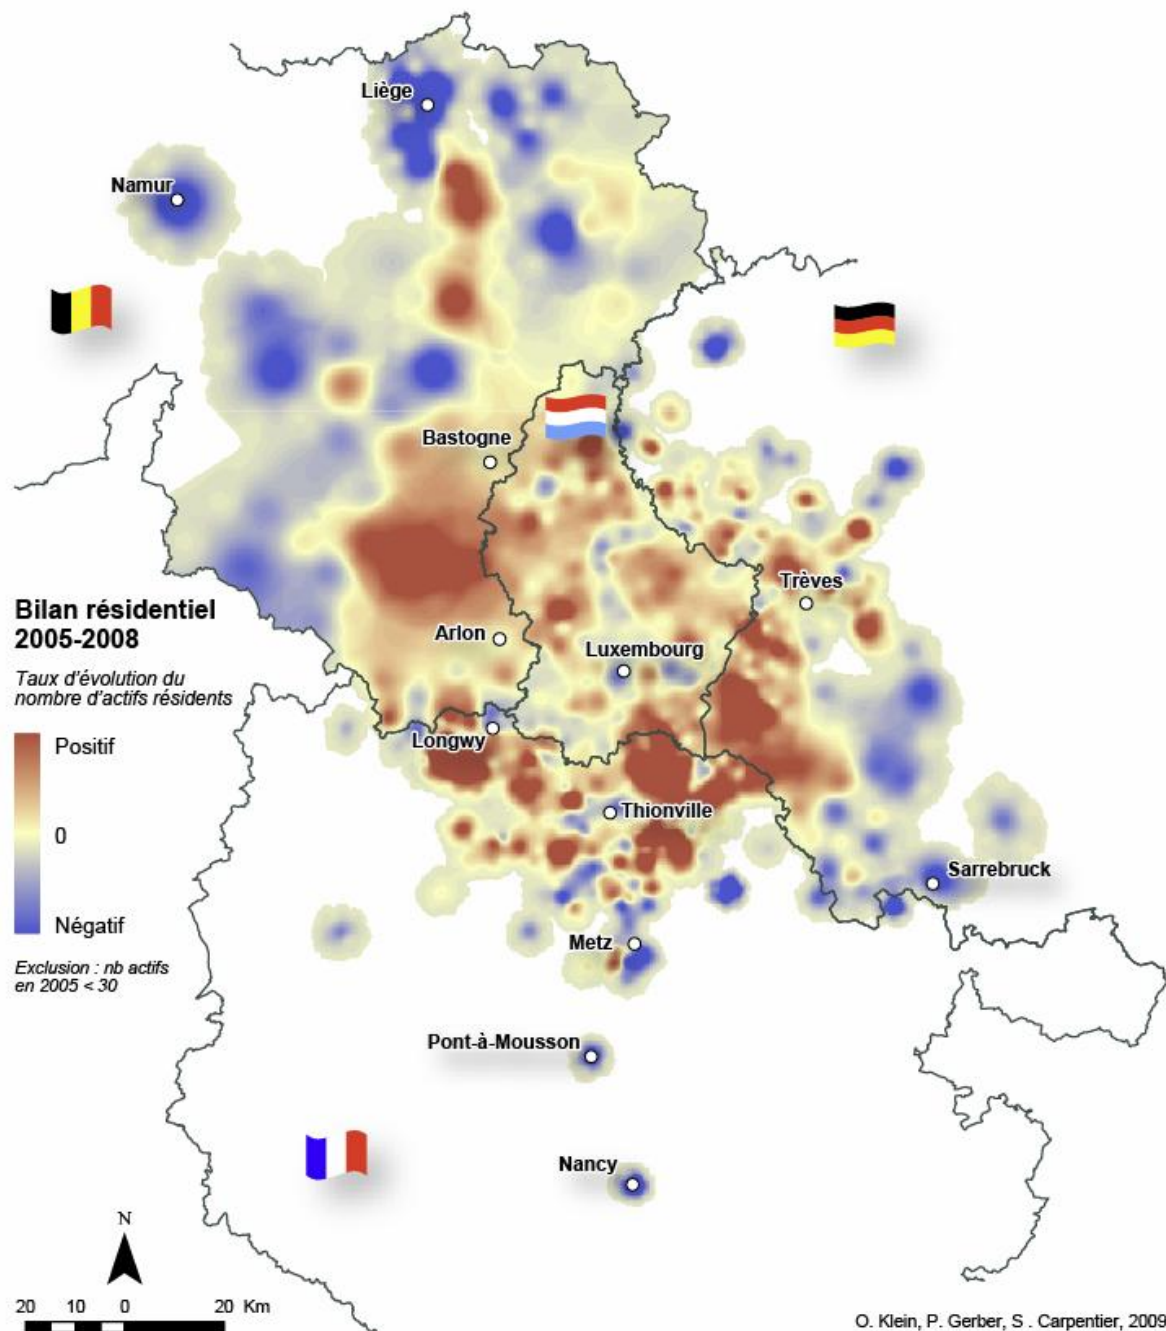 Liège
Namur
Bastogne
Trèves
Bilan résidentiel
2005-2008
Arlon
Luxembourg
Taux d'évolution du
nombre d'actifs résidents
Positif
Longwy
Thionville
0
Sarrebruck
Négatif
Metz
Exclusion : nb actifs
en 2005 < 30
Pont-à-Mousson
Nancy
N
20 10 0 20 Km
O. Klein, P. Gerber, S . Carpentier, 2009